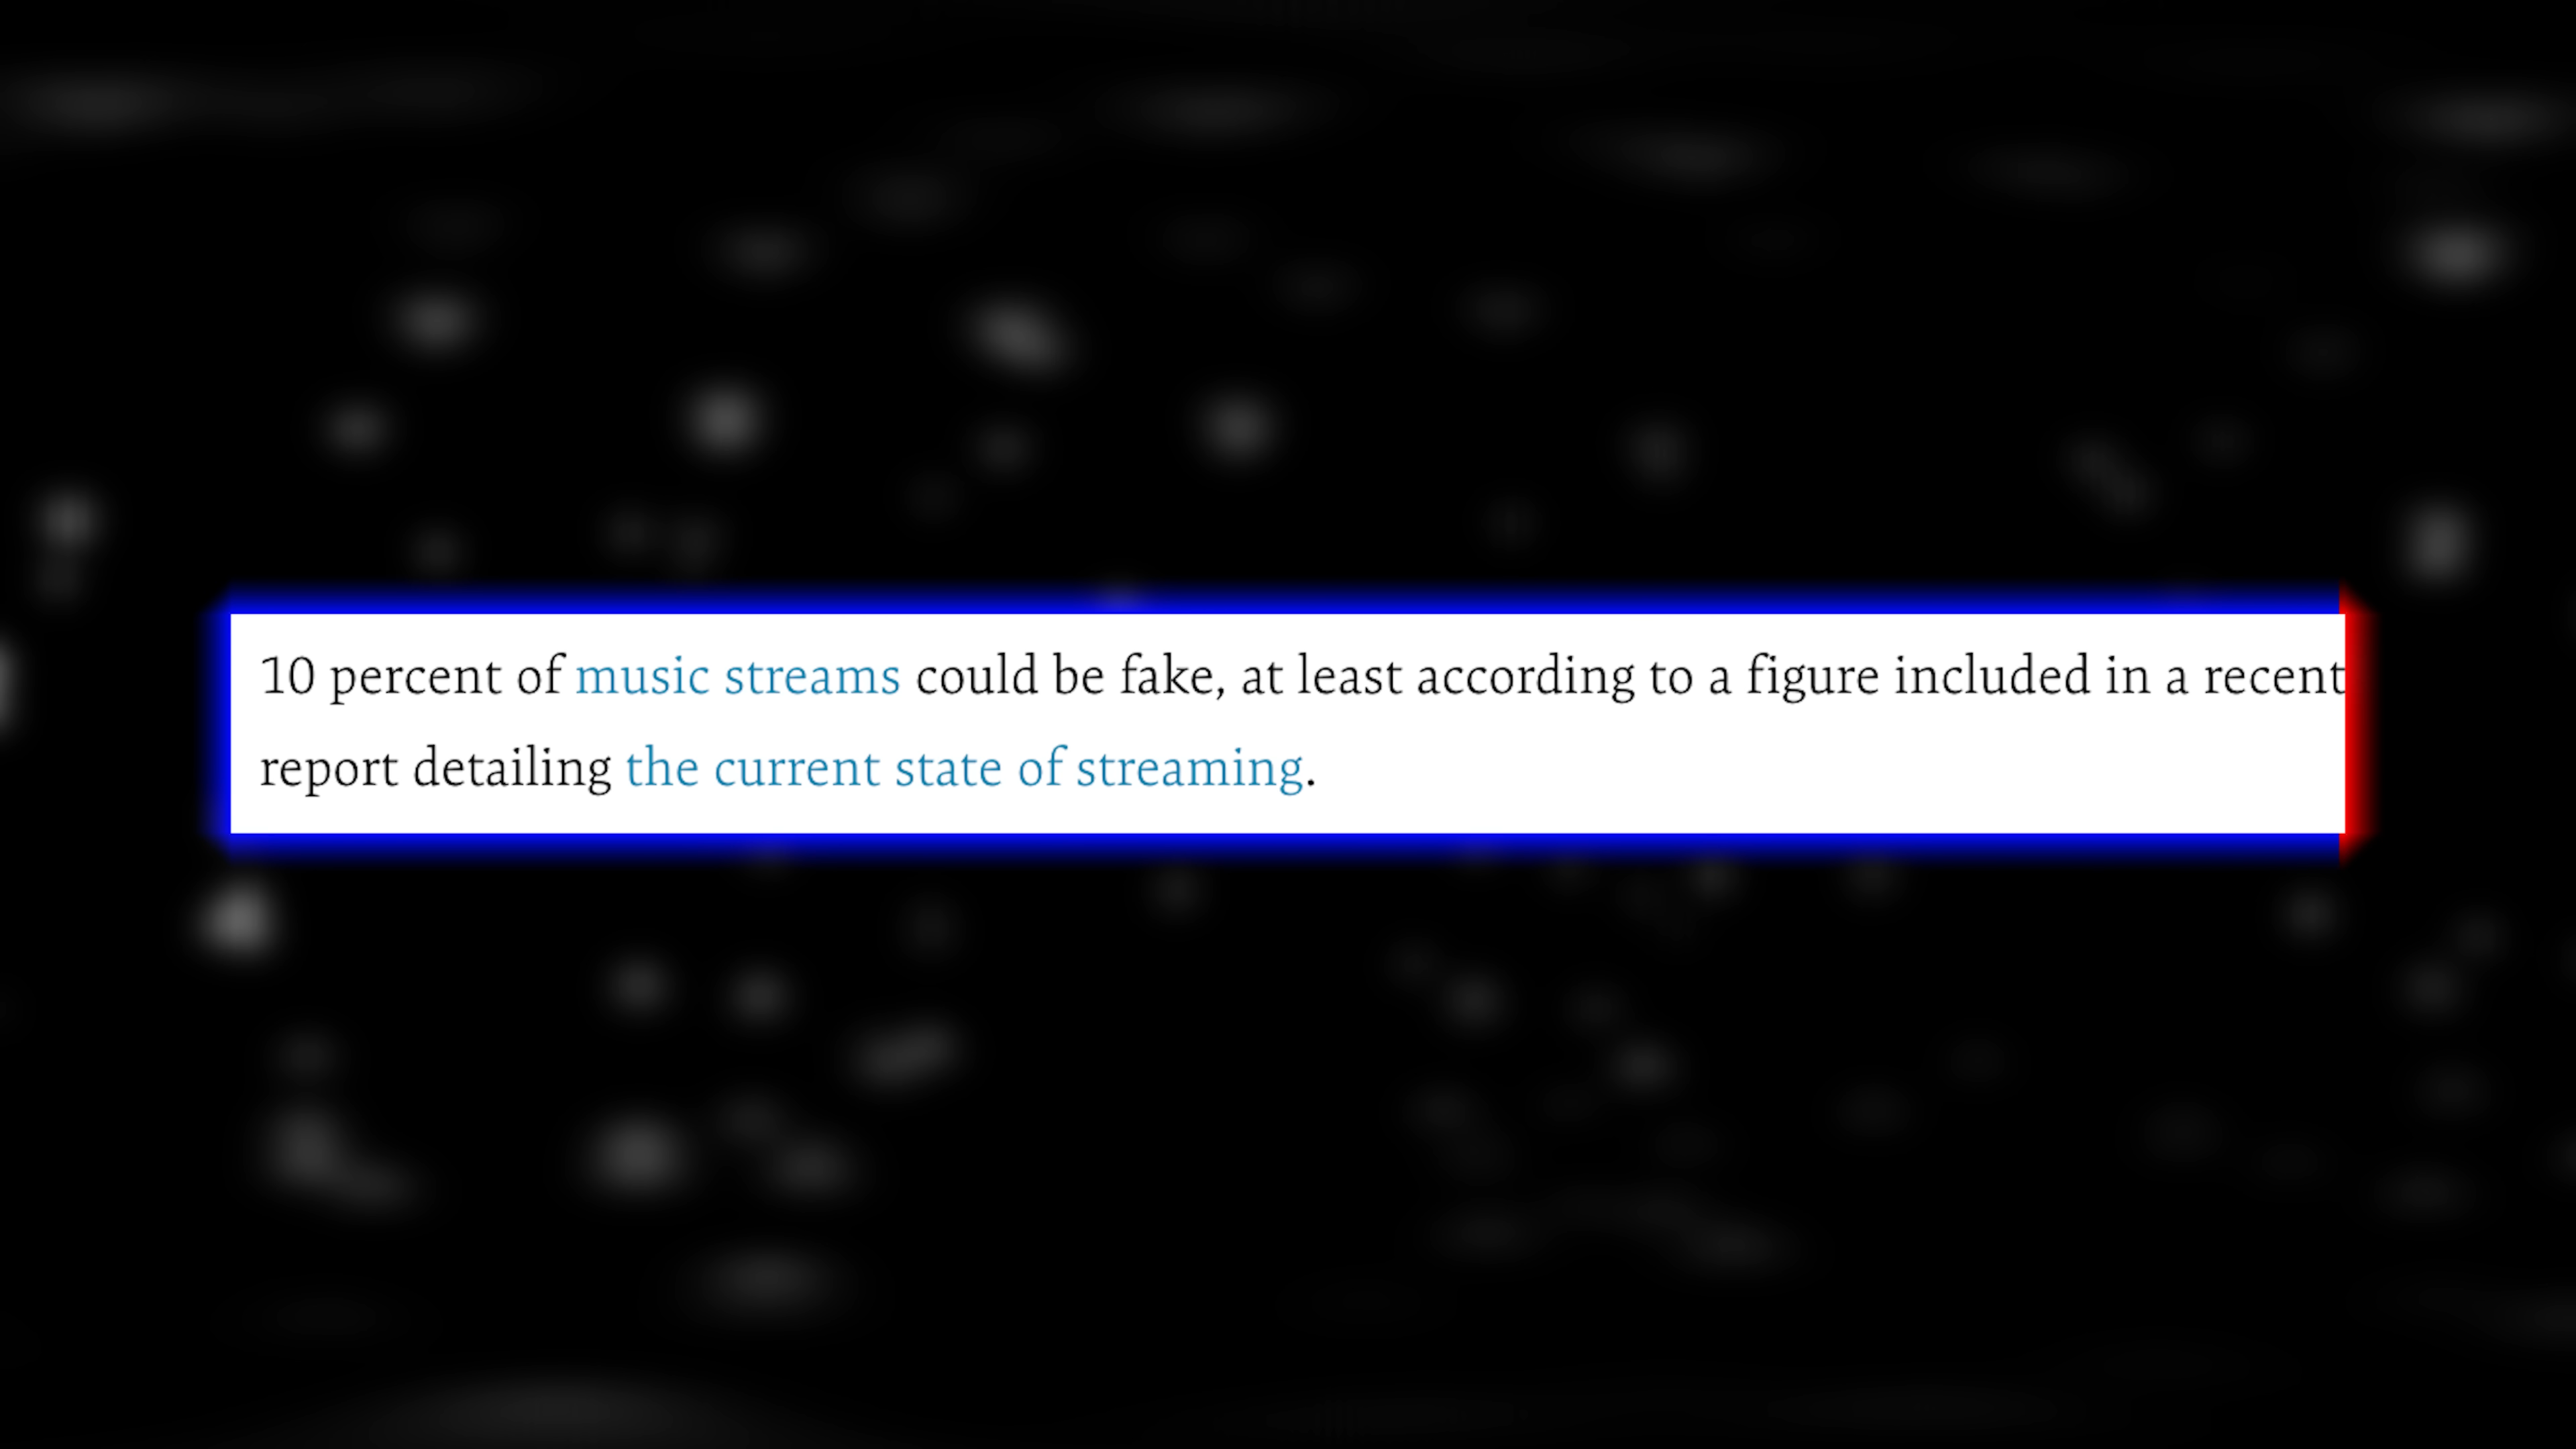 10 percent of music streams could be fake, at least according to a figure included in a recent
report detailing the current state of streaming.